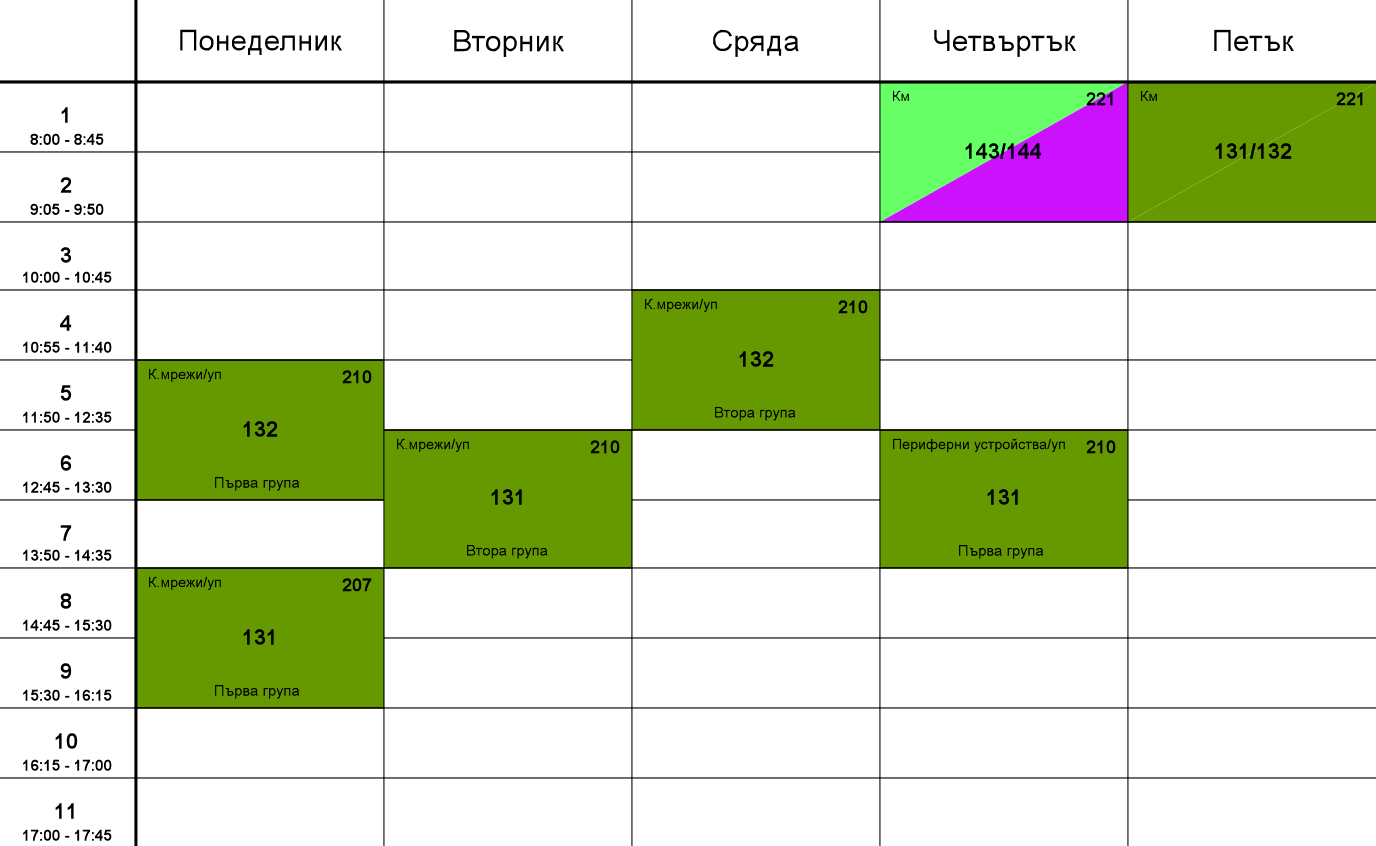 Понеделник Вторник Сряда Четвъртък Петък
1
8:00 - 8:45
Км 221
143/144
Км 221
131/132
2
9:05 - 9:50
3
10:00 - 10:45
4
10:55 - 11:40
К.мрежи/уп 210
132
Втора група
5
11:50 - 12:35
К.мрежи/уп 210
132
Първа група
6
12:45 - 13:30
К.мрежи/уп 210
131
Втора група
Периферни устройства/уп 210
131
Първа група
7
13:50 - 14:35
8
14:45 - 15:30
К.мрежи/уп 207
131
Първа група
9
15:30 - 16:15
10
16:15 - 17:00
11
17:00 - 17:45